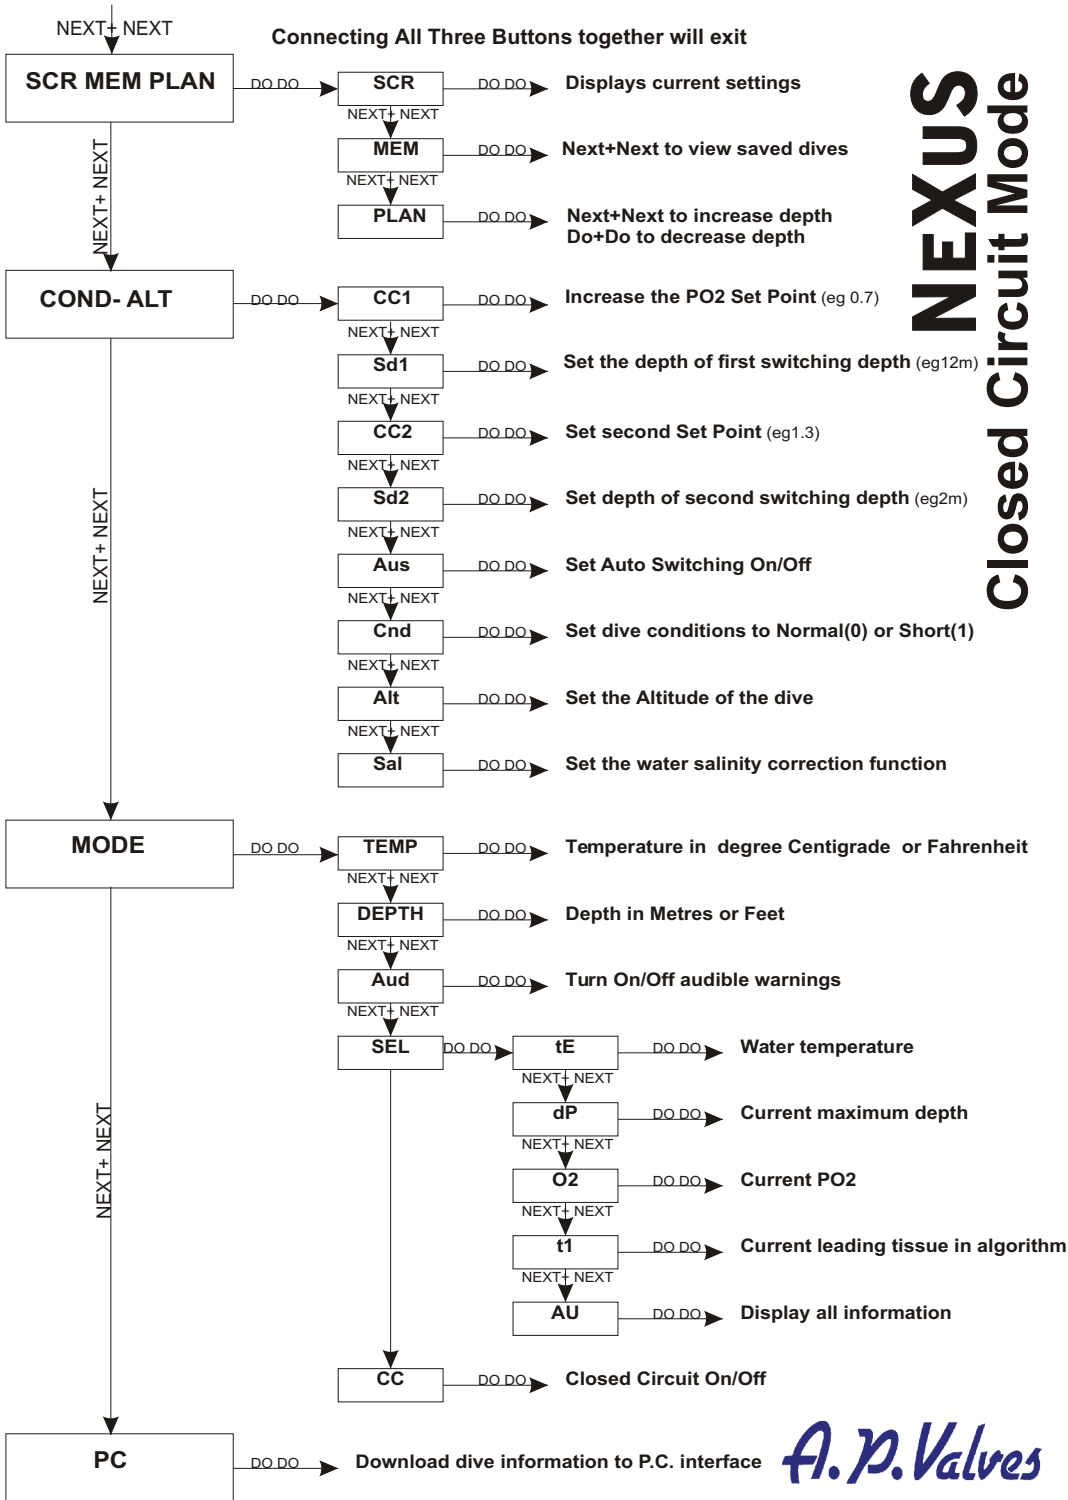 NEXT+ NEXT
Connecting All Three Buttons together will exit
SCR MEM PLAN
DO DO
SCR
DO DO
Displays current settings
NEXT+ NEXT
MEM
DO DO
Next+Next to view saved dives
NEXT+ NEXT
PLAN
DO DO
Next+Next to increase depth
Do+Do to decrease depth
NEXT+ NEXT
COND- ALT
DO DO
CC1
DO DO
Increase the PO2 Set Point (eg 0.7)
NEXT+ NEXT
Sd1
DO DO
Set the depth of first switching depth (eg12m)
NEXT+ NEXT
CC2
DO DO
Set second Set Point (eg1.3)
NEXT+ NEXT
Sd2
DO DO
Set depth of second switching depth (eg2m)
NEXT+ NEXT
Aus
DO DO
Set Auto Switching On/Off
NEXT+ NEXT
Cnd
DO DO
Set dive conditions to Normal(0) or Short(1)
NEXT+ NEXT
Alt
DO DO
Set the Altitude of the dive
NEXT+ NEXT
Sal
DO DO
Set the water salinity correction function
NEXT+ NEXT
MODE
DO DO
TEMP
DO DO
Temperature in degree Centigrade or Fahrenheit
NEXT+ NEXT
DEPTH
DO DO
Depth in Metres or Feet
NEXT+ NEXT
Aud
DO DO
Turn On/Off audible warnings
NEXT+ NEXT
SEL
DO DO
tE
DO DO
Water temperature
NEXT+ NEXT
dP
DO DO
Current maximum depth
NEXT+ NEXT
O2
DO DO
Current PO2
NEXT+ NEXT
t1
DO DO
Current leading tissue in algorithm
NEXT+ NEXT
AU
DO DO
Display all information
CC
DO DO
Closed Circuit On/Off
NEXT+ NEXT
PC
DO DO
Download dive information to P.C. interface
A.P.Valves
NEXUS
Closed Circuit Mode